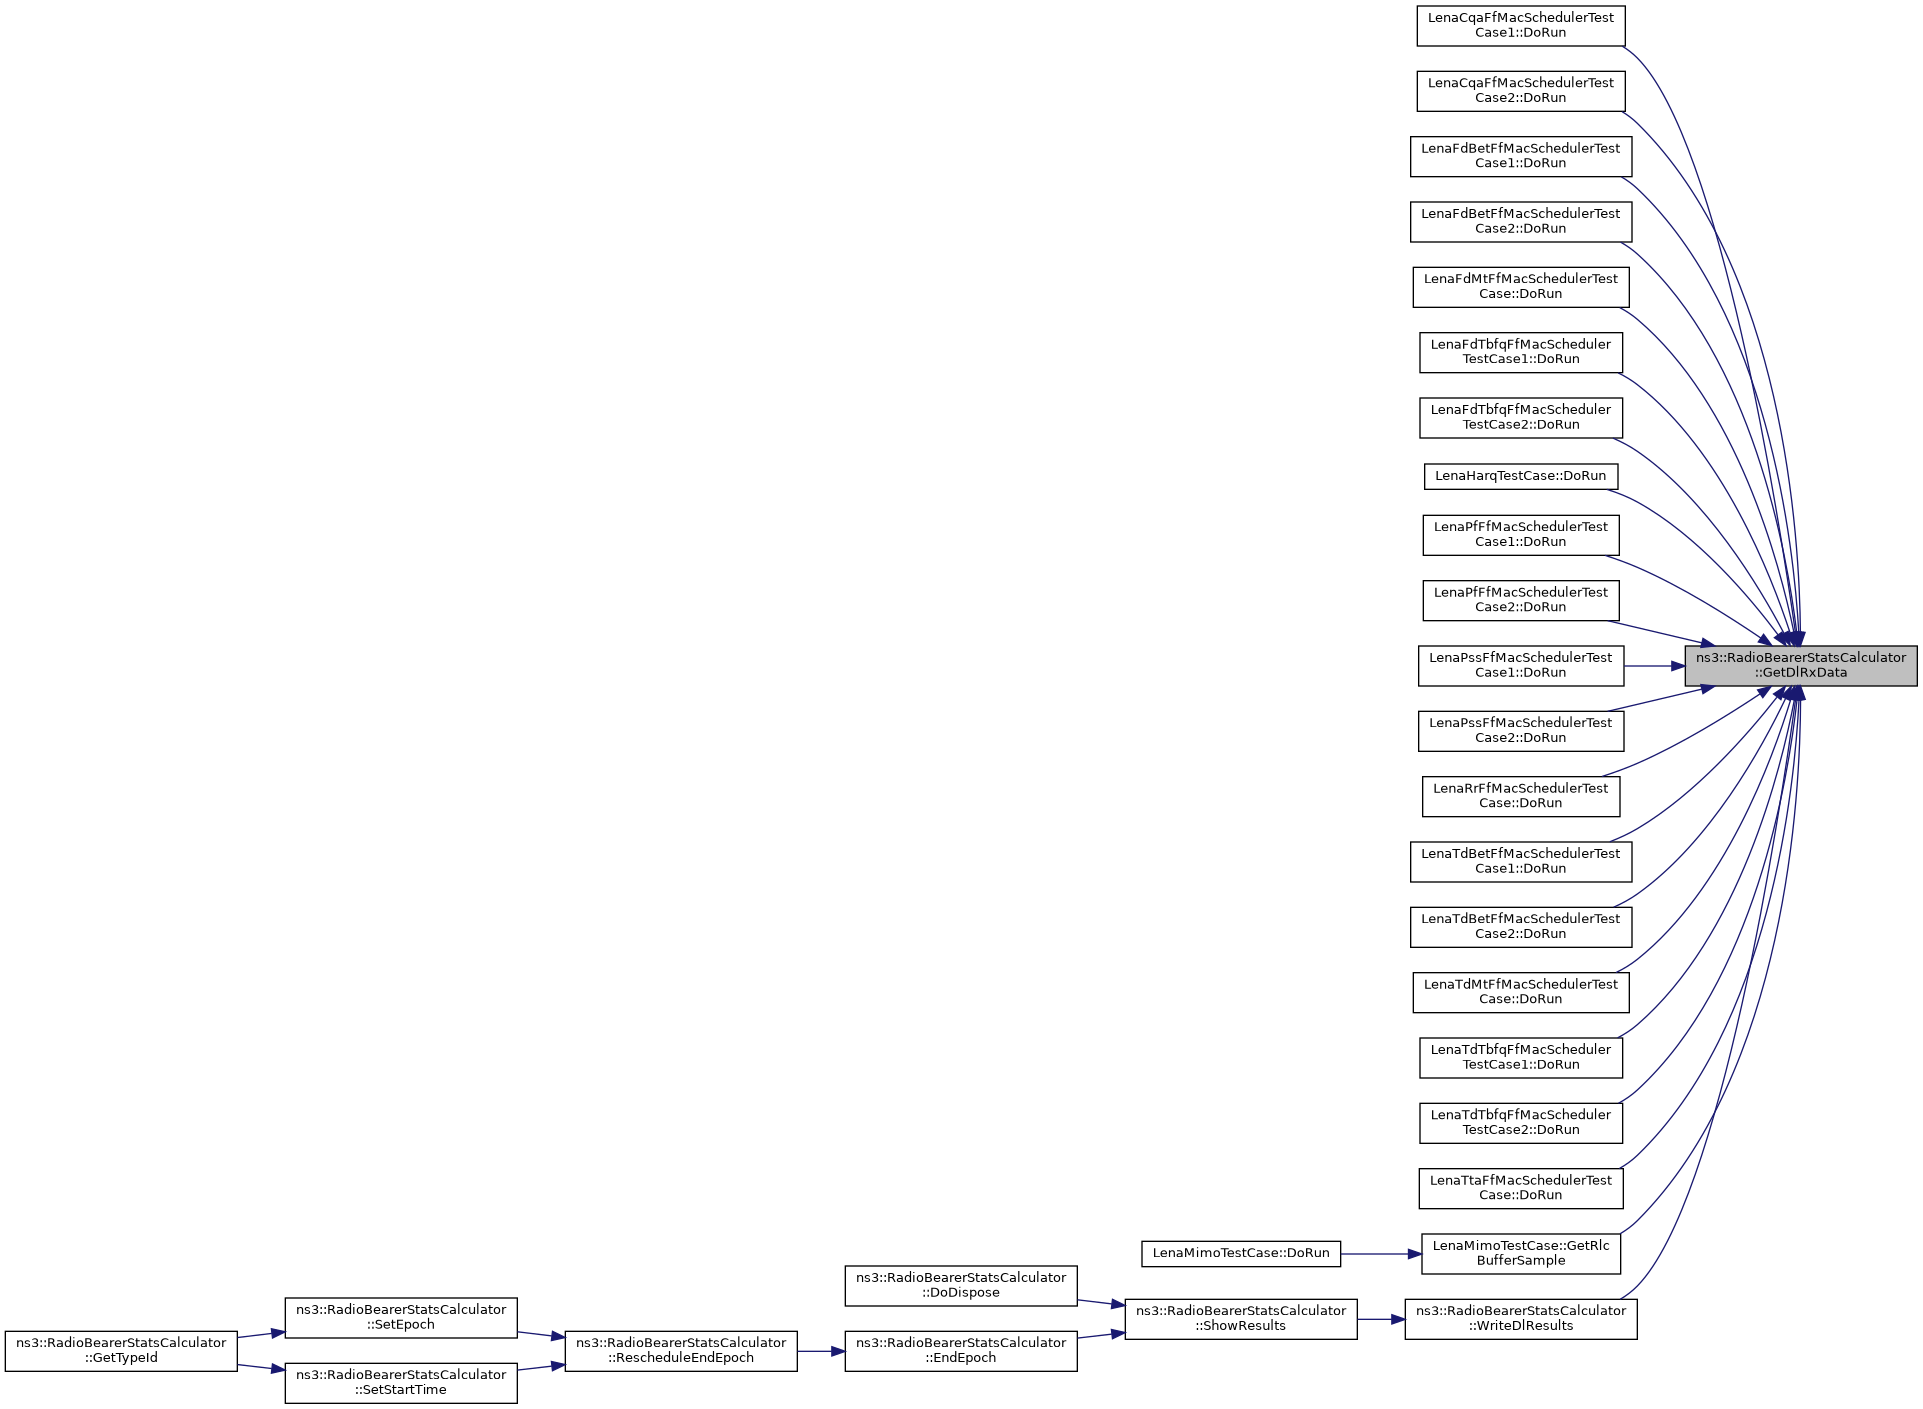 LenaCqaFfMacSchedulerTest
Case1::DoRun
LenaCqaFfMacSchedulerTest
Case2::DoRun
LenaFdBetFfMacSchedulerTest
Case1::DoRun
LenaFdBetFfMacSchedulerTest
Case2::DoRun
LenaFdMtFfMacSchedulerTest
Case::DoRun
LenaFdTbfqFfMacScheduler
TestCase1::DoRun
LenaFdTbfqFfMacScheduler
TestCase2::DoRun
LenaHarqTestCase::DoRun
LenaPfFfMacSchedulerTest
Case1::DoRun
LenaPfFfMacSchedulerTest
Case2::DoRun
LenaPssFfMacSchedulerTest
Case1::DoRun
ns3::RadioBearerStatsCalculator
::GetDlRxData
LenaPssFfMacSchedulerTest
Case2::DoRun
LenaRrFfMacSchedulerTest
Case::DoRun
LenaTdBetFfMacSchedulerTest
Case1::DoRun
LenaTdBetFfMacSchedulerTest
Case2::DoRun
LenaTdMtFfMacSchedulerTest
Case::DoRun
LenaTdTbfqFfMacScheduler
TestCase1::DoRun
LenaTdTbfqFfMacScheduler
TestCase2::DoRun
LenaTtaFfMacSchedulerTest
Case::DoRun
LenaMimoTestCase::DoRun
LenaMimoTestCase::GetRlc
BufferSample
ns3::RadioBearerStatsCalculator
::DoDispose
ns3::RadioBearerStatsCalculator
::ShowResults
ns3::RadioBearerStatsCalculator
::WriteDlResults
ns3::RadioBearerStatsCalculator
::SetEpoch
ns3::RadioBearerStatsCalculator
::GetTypeId
ns3::RadioBearerStatsCalculator
::RescheduleEndEpoch
ns3::RadioBearerStatsCalculator
::EndEpoch
ns3::RadioBearerStatsCalculator
::SetStartTime